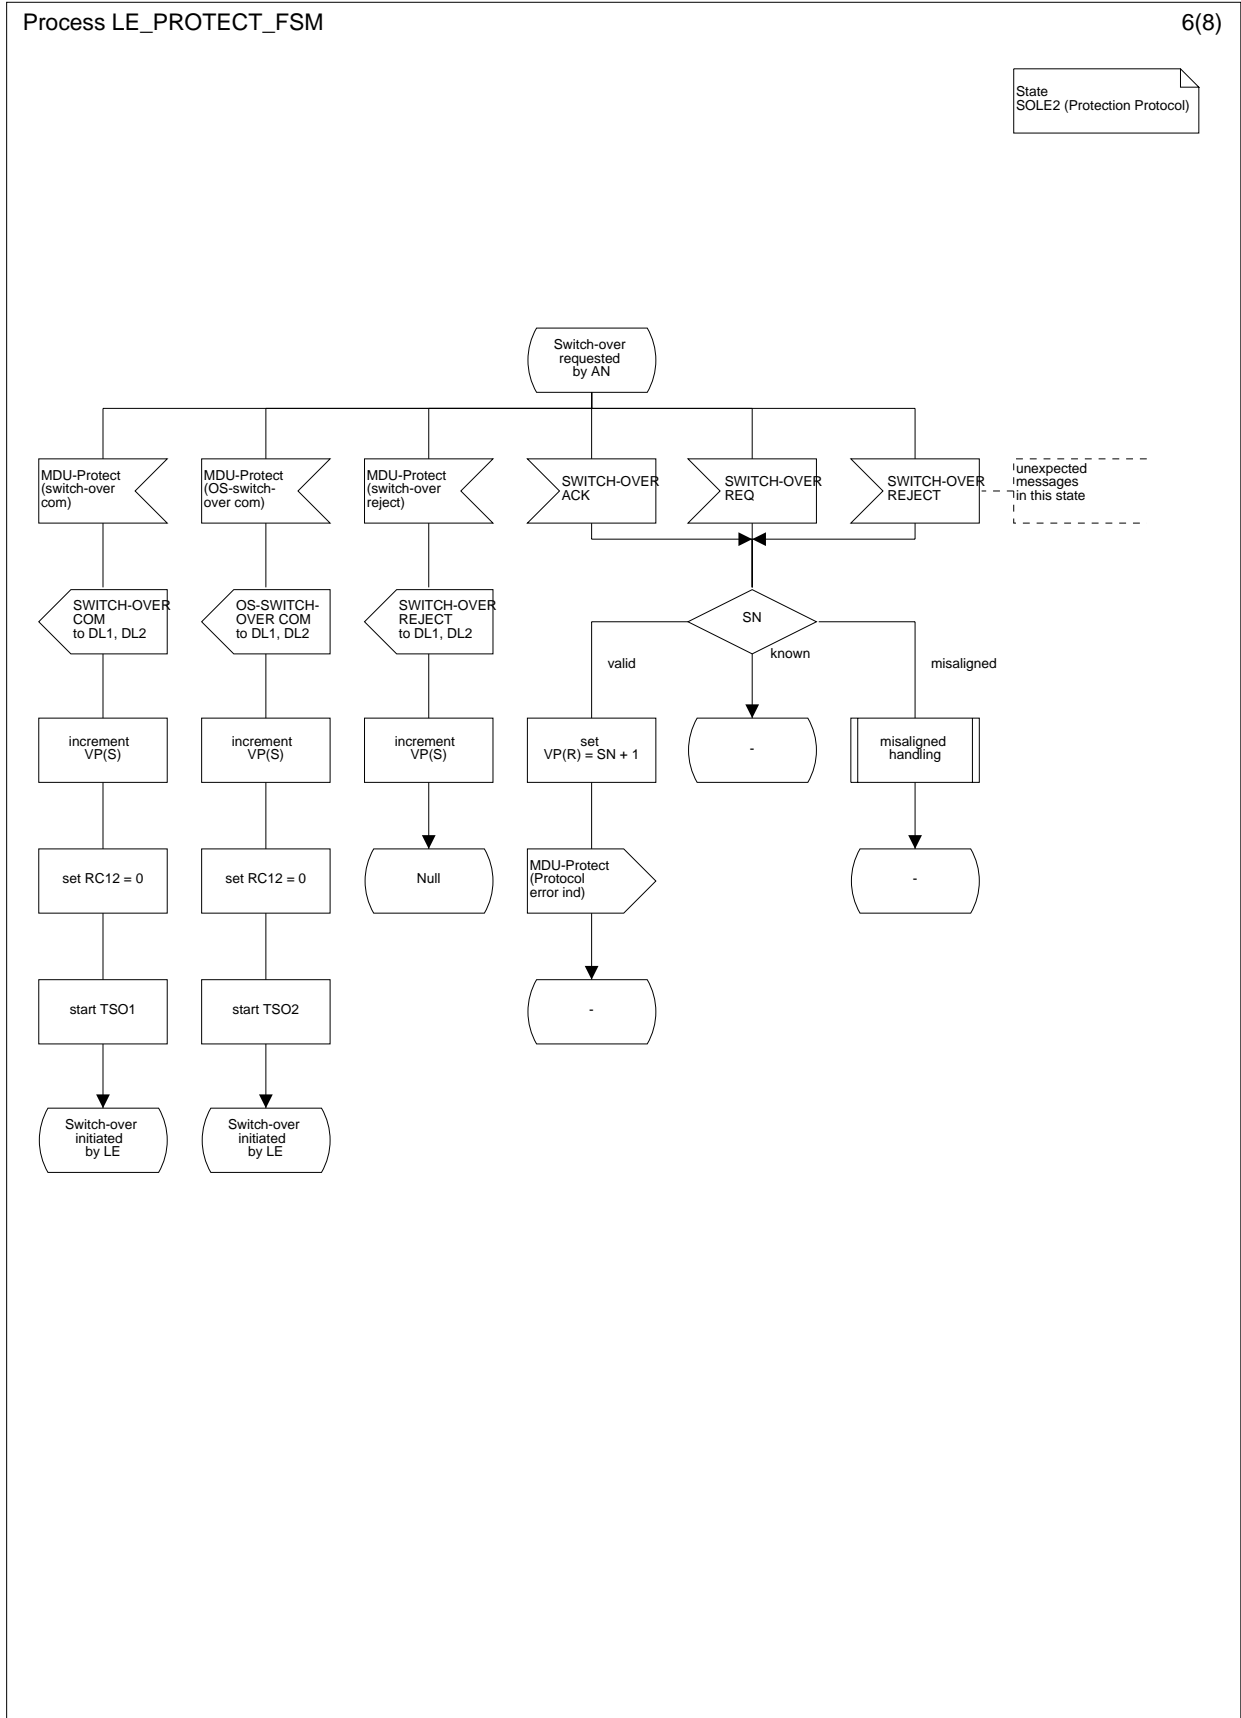 Process LE_PROTECT_FSM
6(8)
State
SOLE2 (Protection Protocol)
Switch-over
requested
by AN
MDU-Protect
(switch-over
com)
MDU-Protect
(OS-switch-
over com)
MDU-Protect
(switch-over
reject)
SWITCH-OVER
ACK
SWITCH-OVER
REQ
SWITCH-OVER
REJECT
unexpected
messages
in this state
SWITCH-OVER
COM
to DL1, DL2
OS-SWITCH-
OVER COM
to DL1, DL2
SWITCH-OVER
REJECT
to DL1, DL2
SN
valid
known
misaligned
increment
VP(S)
increment
VP(S)
increment
VP(S)
set
VP(R) = SN + 1
-
misaligned
handling
set RC12 = 0
set RC12 = 0
Null
MDU-Protect
(Protocol
error ind)
-
start TSO1
start TSO2
-
Switch-over
initiated
by LE
Switch-over
initiated
by LE